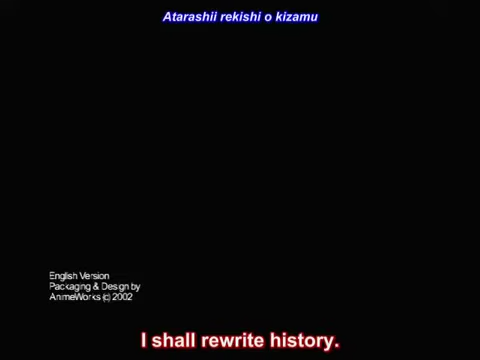 Atarashii rekishi o kizamu
English Version
Packaging & Design by
AnimeWorks (c) 2002
I shall rewrite history.